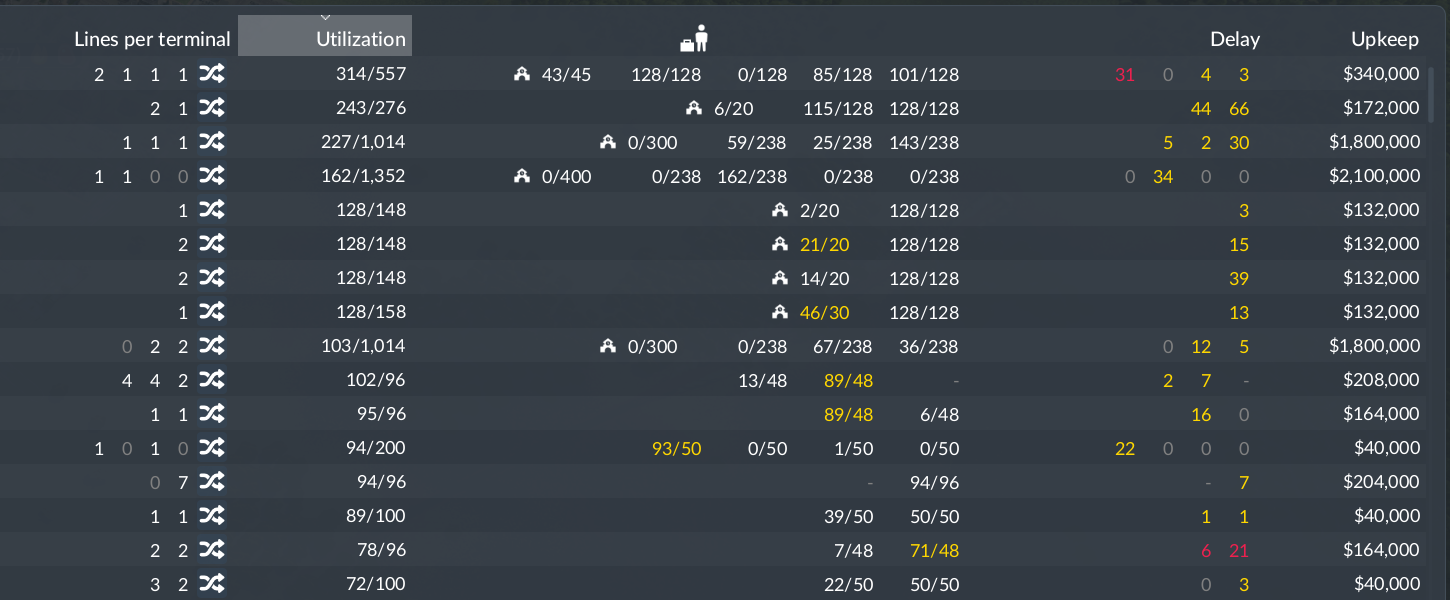 Lines per terminal Utilization Delay Upkeep
2 1 1 1 314/557 43/45 128/128 0/128 85/128 101/128 31 0 4 3 $340,000
2 1 243/276 6/20 115/128 128/128 44 66 $172,000
1 1 1 227/1,014 0/300 59/238 25/238 143/238 5 2 30 $1,800,000
1 1 0 0 162/1,352 0/400 0/238 162/238 0/238 0/238 0 34 0 0 $2,100,000
1 128/148 2/20 128/128 3 $132,000
2 128/148 21/20 128/128 15 $132,000
2 128/148 14/20 128/128 39 $132,000
1 128/158 46/30 128/128 13 $132,000
0 2 2 103/1,014 0/300 0/238 67/238 36/238 0 12 5 $1,800,000
4 4 2 102/96 13/48 89/48 - 2 7 - $208,000
1 1 95/96 89/48 6/48 16 0 $164,000
1 0 1 0 94/200 93/50 0/50 1/50 0/50 22 0 0 0 $40,000
0 7 94/96 - 94/96 - 7 $204,000
1 1 89/100 39/50 50/50 1 1 $40,000
2 2 78/96 7/48 71/48 6 21 $164,000
3 2 72/100 22/50 50/50 0 3 $40,000